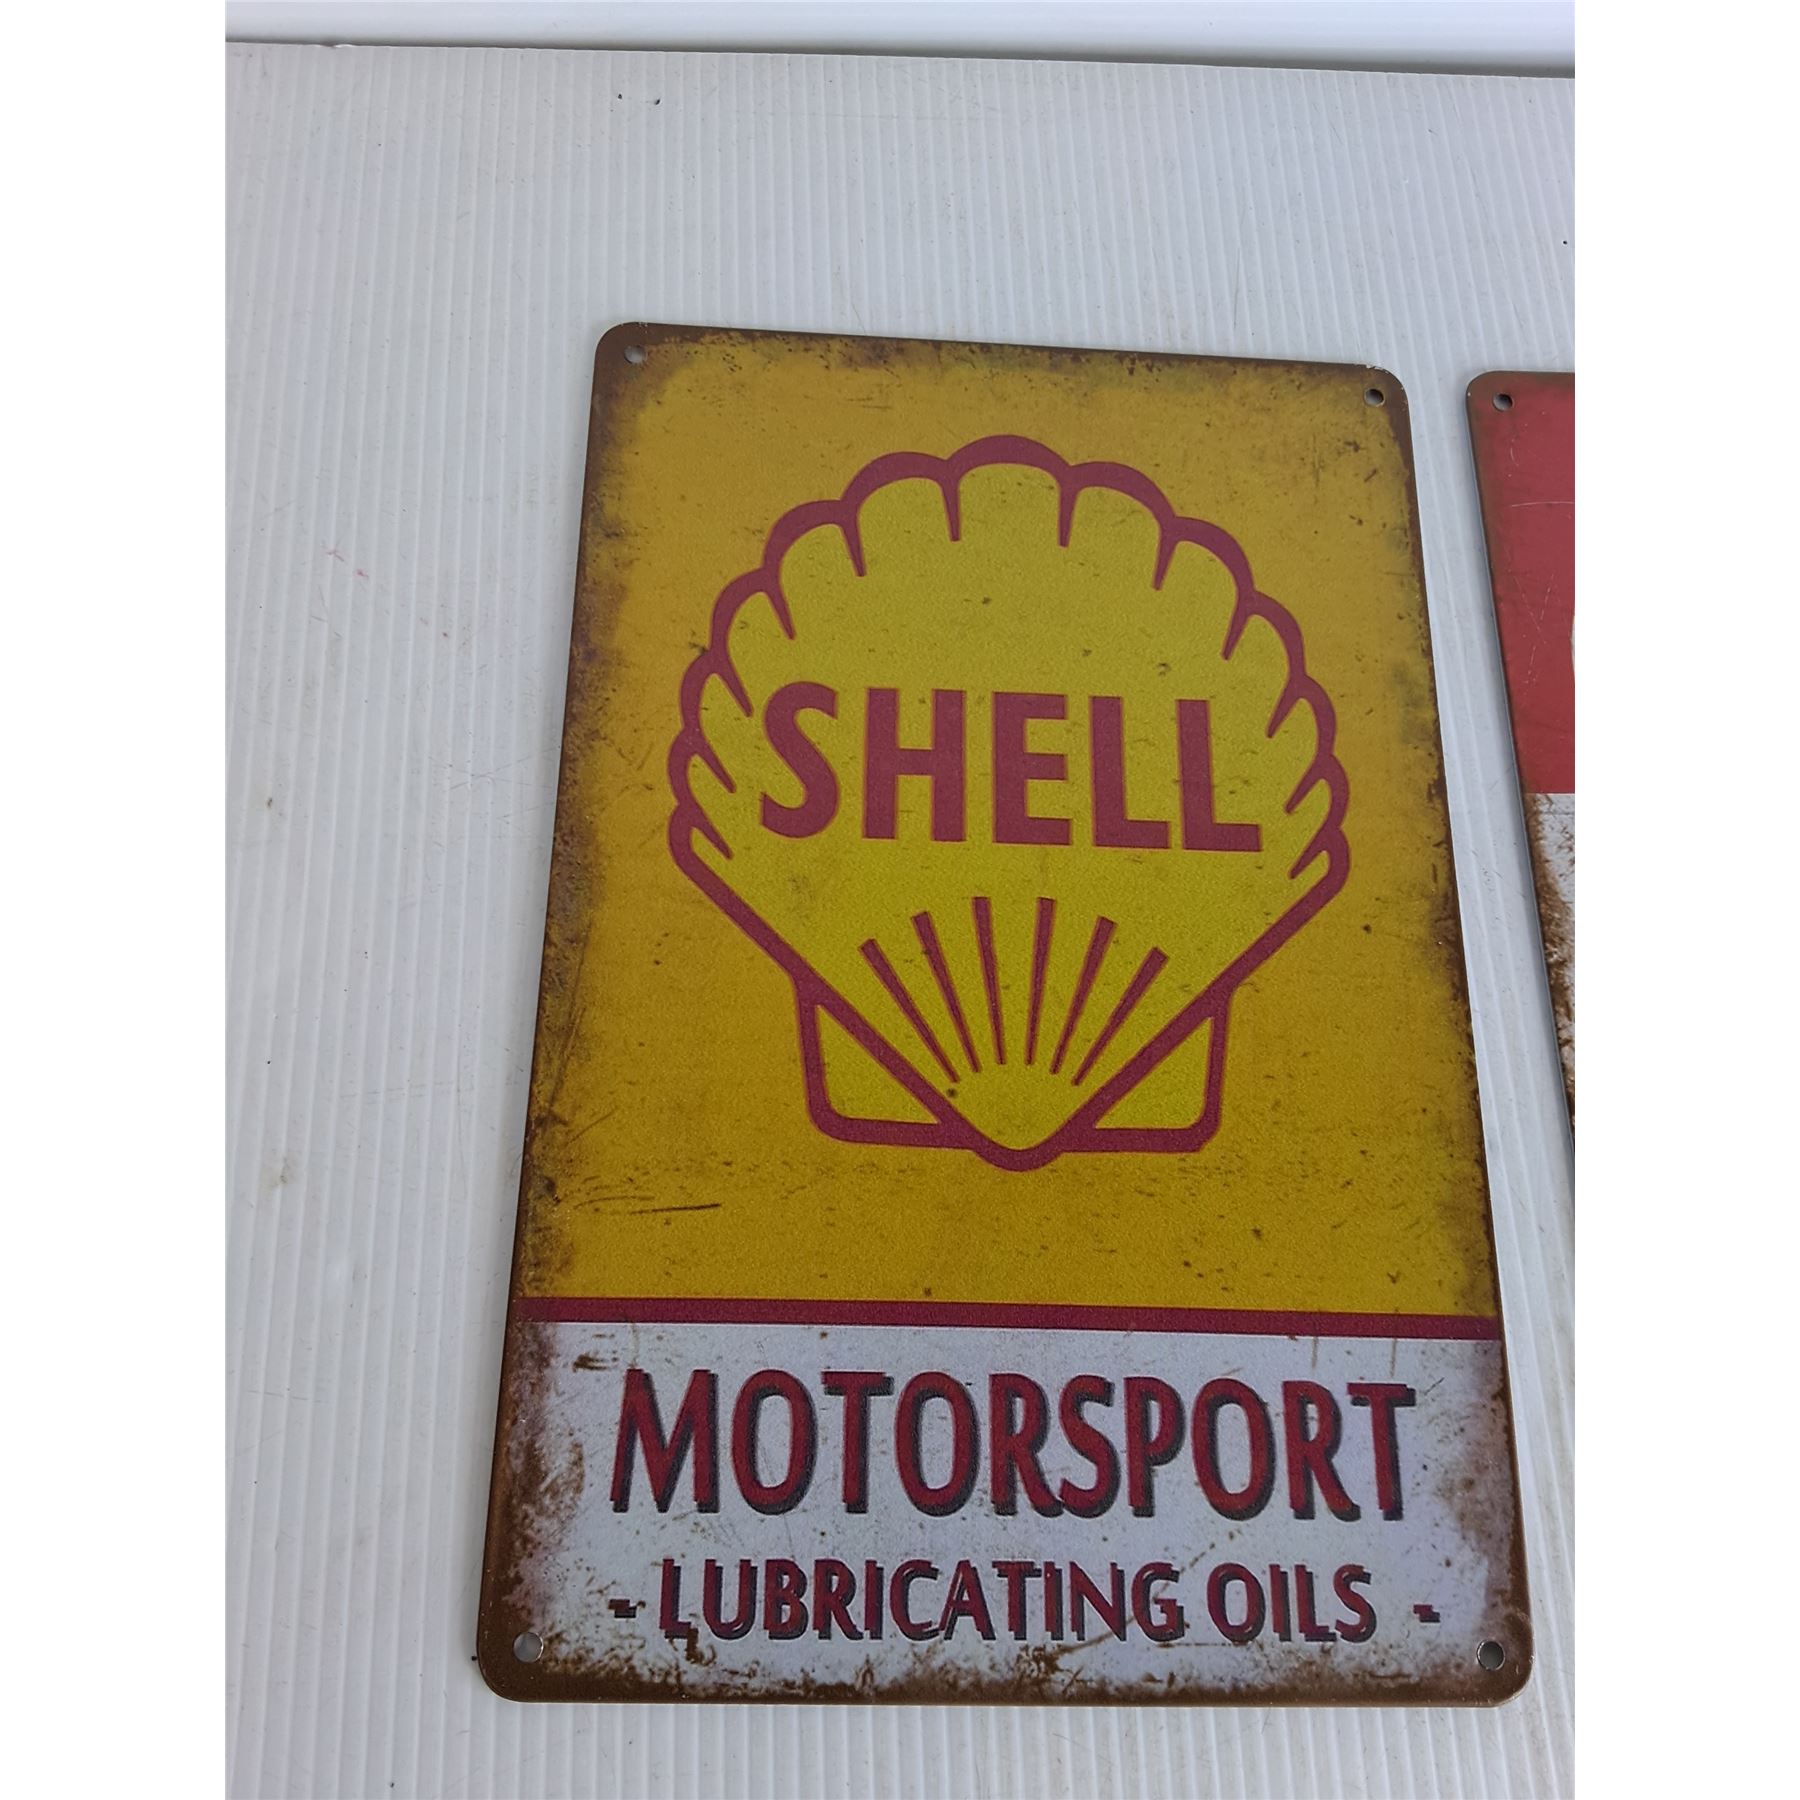 SHELL
MOTORSPORT
- LUBRICATING OILS -